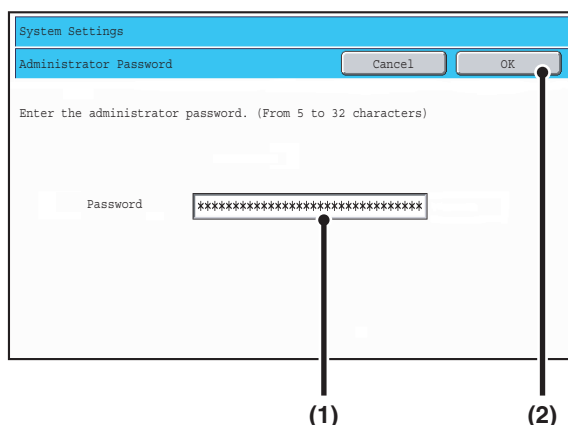 System Settings
Administrator Password Cancel OK
Enter the administrator password. (From 5 to 32 characters)
Password ********************************
(1) (2)